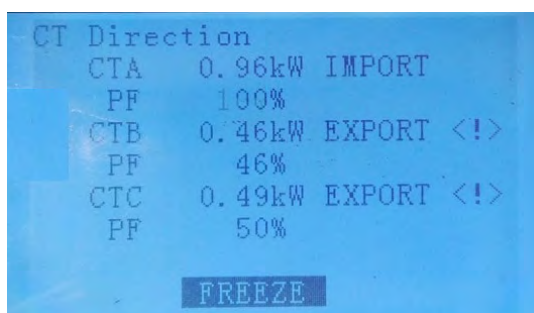 CT Direction
CTA 0.96kW IMPORT
PF 100%
CTB 0.46kW EXPORT <!>
PF 46%
CTC 0.49kW EXPORT <!>
PF 50%
FREEZE